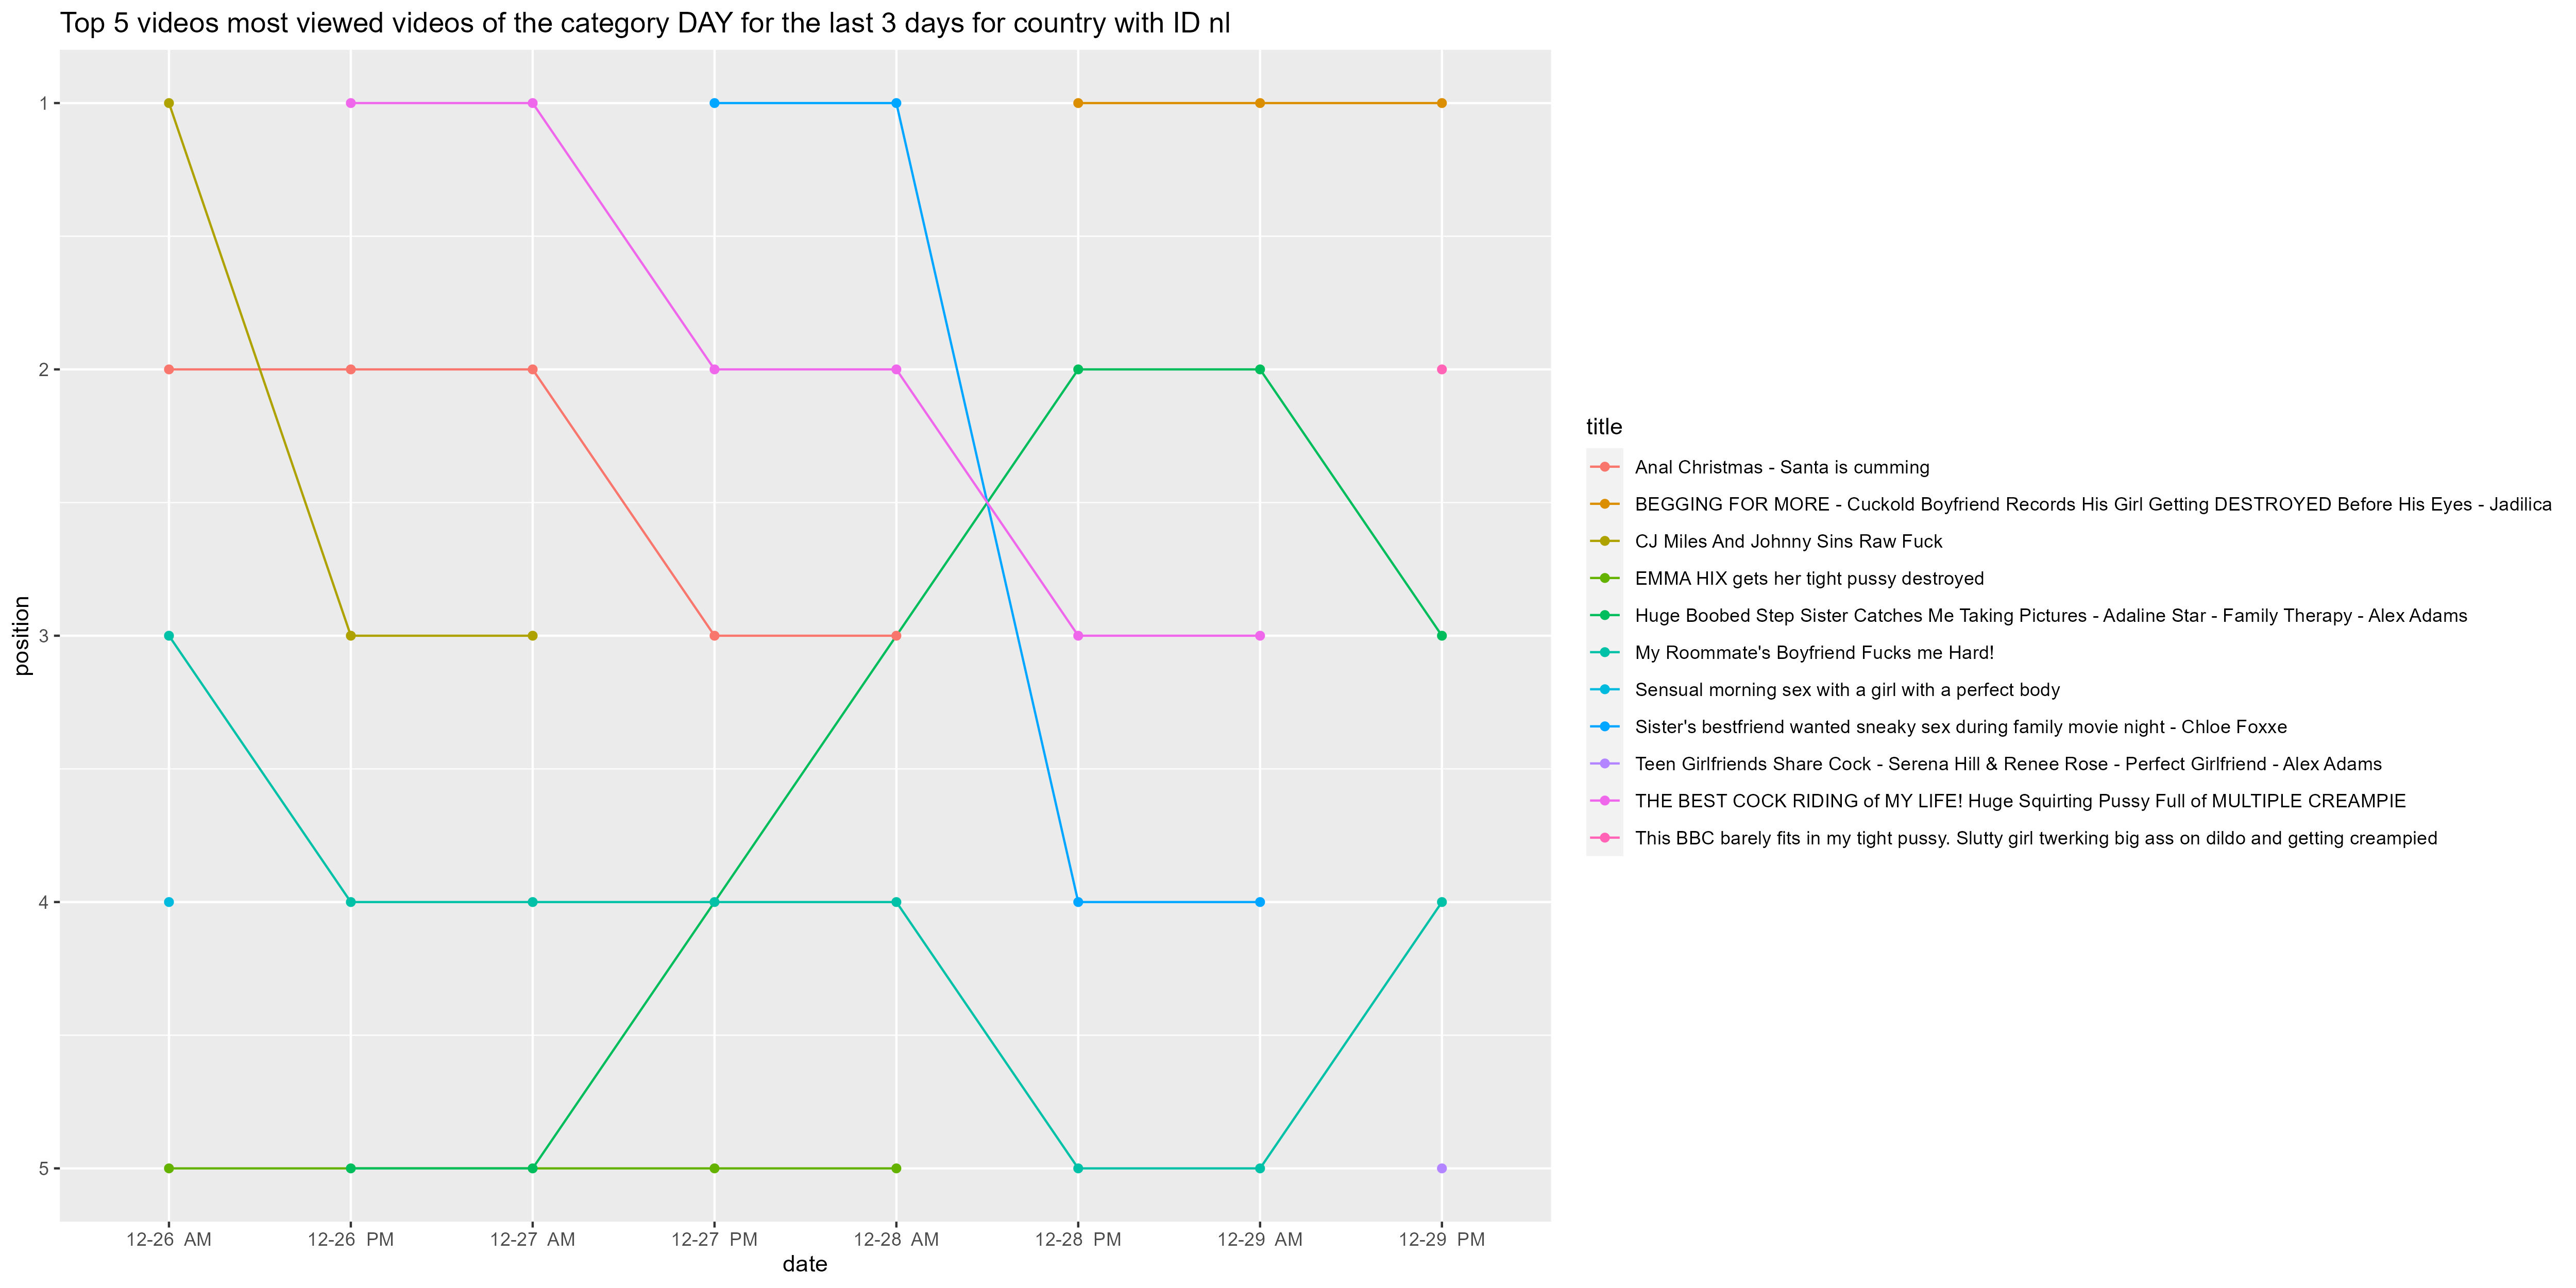 Top 5 videos most viewed videos of the category DAY for the last 3 days for country with ID nl
1
2
3
4
5
position
12-26 AM
12-26 PM
12-27 AM
12-27 PM
12-28 AM
12-28 PM
12-29 AM
12-29 PM
date
title
Anal Christmas - Santa is cumming
BEGGING FOR MORE - Cuckold Boyfriend Records His Girl Getting DESTROYED Before His Eyes - Jadilica
CJ Miles And Johnny Sins Raw Fuck
EMMA HIX gets her tight pussy destroyed
Huge Boobed Step Sister Catches Me Taking Pictures - Adaline Star - Family Therapy - Alex Adams
My Roommate's Boyfriend Fucks me Hard!
Sensual morning sex with a girl with a perfect body
Sister's bestfriend wanted sneaky sex during family movie night - Chloe Foxxe
Teen Girlfriends Share Cock - Serena Hill & Renee Rose - Perfect Girlfriend - Alex Adams
THE BEST COCK RIDING of MY LIFE! Huge Squirting Pussy Full of MULTIPLE CREAMPIE
This BBC barely fits in my tight pussy. Slutty girl twerking big ass on dildo and getting creampied